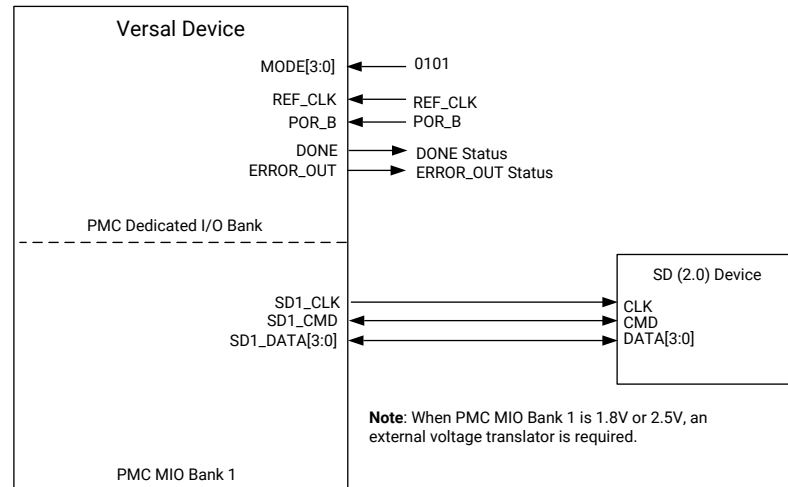 Versal Device
MODE[3:0]
0101
REF_CLK
REF_CLK
POR_B
POR_B
DONE
DONE Status
ERROR_OUT
ERROR_OUT Status
PMC Dedicated I/O Bank
SD (2.0) Device
SD1_CLK
CLK
SD1_CMD
CMD
SD1_DATA[3:0]
DATA[3:0]
Note: When PMC MIO Bank 1 is 1.8V or 2.5V, an
external voltage translator is required.
PMC MIO Bank 1